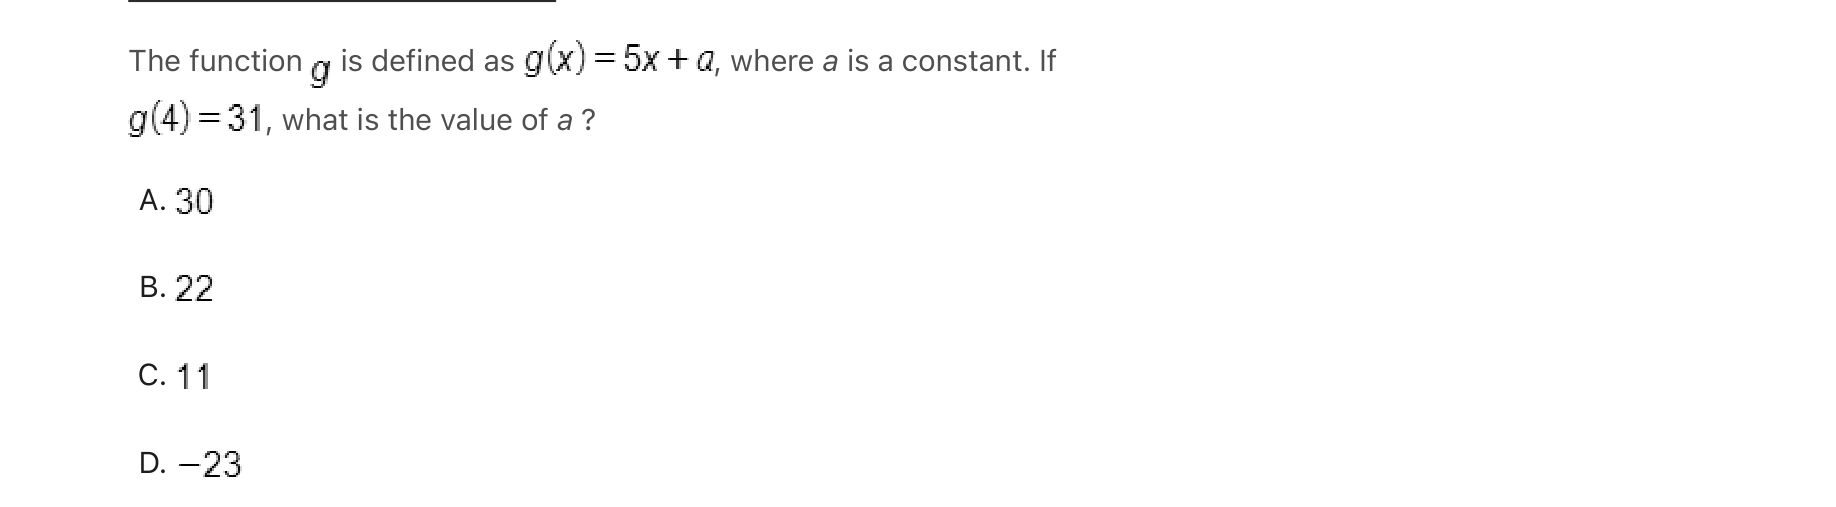 The function g is defined as g(x) = 5x + a, where a is a constant. If
g(4) = 31, what is the value of a ?
A. 30
B. 22
C. 11
D. −23